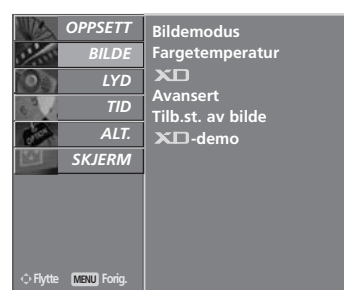 OPPSETT
BILDE
LYD
TID
ALT.
SKJERM
Bildemodus
Fargetemperatur
XD
Avansert
Tilb.st. av bilde
XD-demo
Flytte MENU Forig.